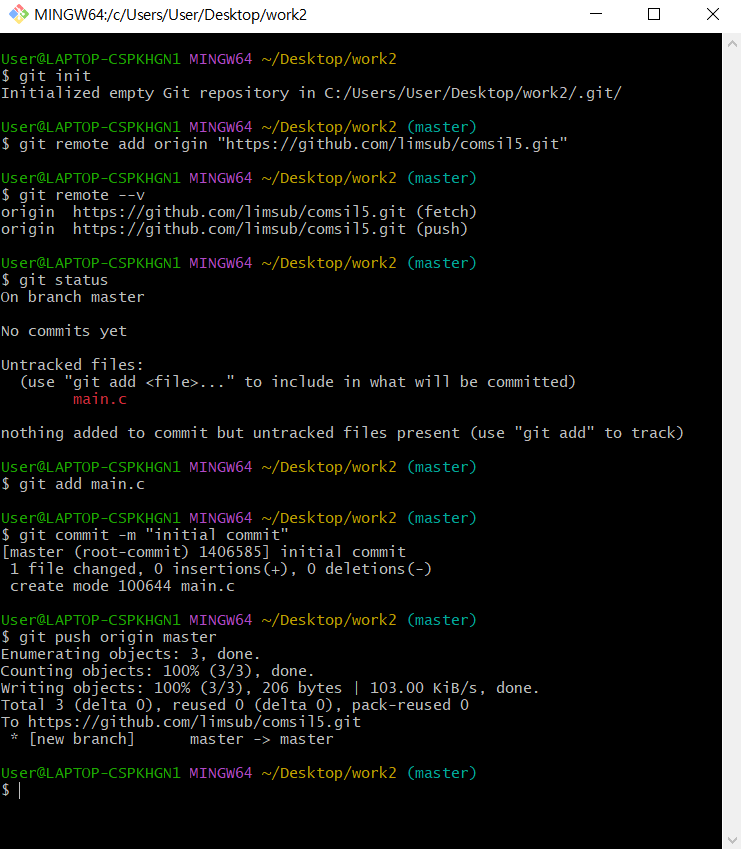 MINGW64:/c/Users/User/Desktop/work2
User@LAPTOP-CSPKHGN1 MINGW64 ~/Desktop/work2
$ git init
Initialized empty Git repository in C:/Users/User/Desktop/work2/.git/
User@LAPTOP-CSPKHGN1 MINGW64 ~/Desktop/work2 (master)
$ git remote add origin "https://github.com/limsub/comsil5.git"
User@LAPTOP-CSPKHGN1 MINGW64 ~/Desktop/work2 (master)
$ git remote --v
origin  https://github.com/limsub/comsil5.git (fetch)
origin  https://github.com/limsub/comsil5.git (push)
User@LAPTOP-CSPKHGN1 MINGW64 ~/Desktop/work2 (master)
$ git status
On branch master
No commits yet
Untracked files:
  (use "git add <file>..." to include in what will be committed)
        main.c
nothing added to commit but untracked files present (use "git add" to track)
User@LAPTOP-CSPKHGN1 MINGW64 ~/Desktop/work2 (master)
$ git add main.c
User@LAPTOP-CSPKHGN1 MINGW64 ~/Desktop/work2 (master)
$ git commit -m "initial commit"
[master (root-commit) 1406585] initial commit
 1 file changed, 0 insertions(+), 0 deletions(-)
 create mode 100644 main.c
User@LAPTOP-CSPKHGN1 MINGW64 ~/Desktop/work2 (master)
$ git push origin master
Enumerating objects: 3, done.
Counting objects: 100% (3/3), done.
Writing objects: 100% (3/3), 206 bytes | 103.00 KiB/s, done.
Total 3 (delta 0), reused 0 (delta 0), pack-reused 0
To https://github.com/limsub/comsil5.git
 * [new branch]      master -> master
User@LAPTOP-CSPKHGN1 MINGW64 ~/Desktop/work2 (master)
$